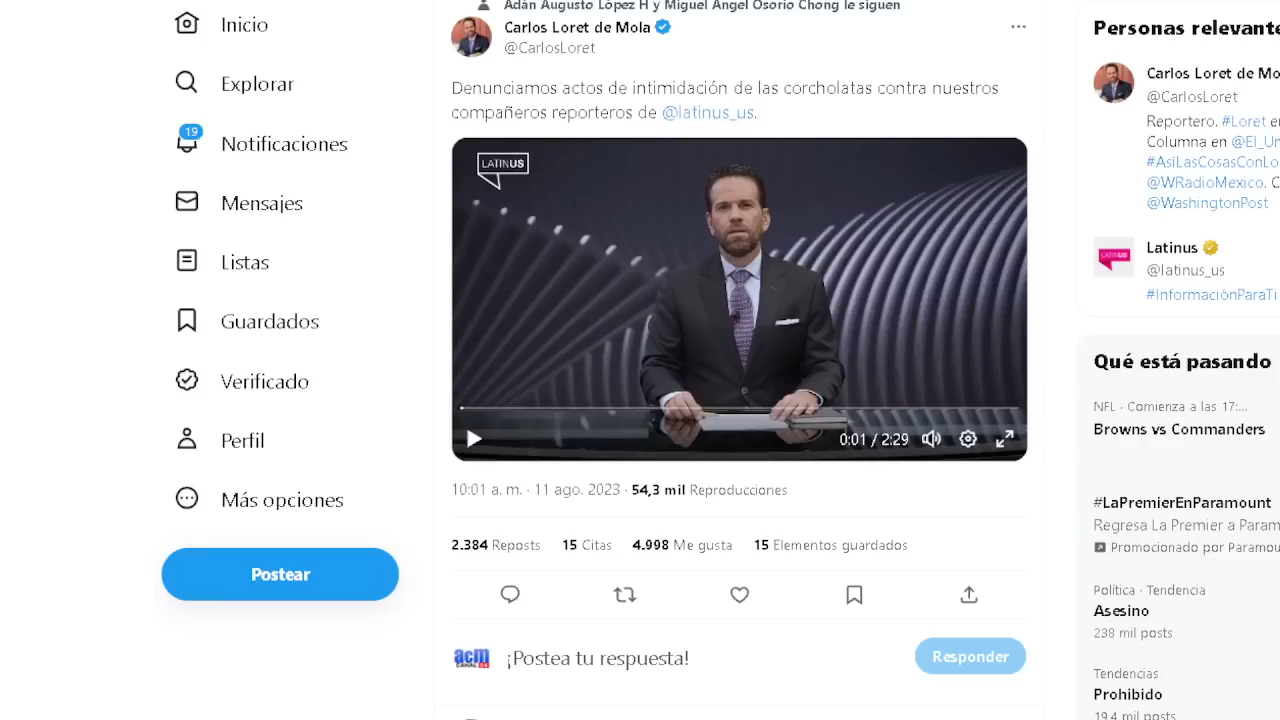 Inicio
Explorar
19
Notificaciones
Mensajes
Listas
Guardados
Verificado
Perfil
Más opciones
Postear
Adán Augusto López H y Miguel Ángel Osorio Chong le siguen
Carlos Loret de Mola
@CarlosLoret
Denunciamos actos de intimidación de las corcholatas contra nuestros
compañeros reporteros de @latinus_us.
LATINUS
0:01 / 2:29
10:01 a. m. · 11 ago. 2023 · 54,3 mil Reproducciones
2.384 Reposts 15 Citas 4.998 Me gusta 15 Elementos guardados
acm
¡Postea tu respuesta!
Responder
Personas relevante
Carlos Loret de Mo
@CarlosLoret
Reportero. #Loret en
Columna en @El_Un
#AsíLasCosasConLo
@WRadioMexico. C
@WashingtonPost
LATINUS
Latinus
@latinus_us
#InformaciónParaTi
Qué está pasando
NFL · Comienza a las 17:...
Browns vs Commanders
#LaPremierEnParamount
Regresa La Premier a Param
Promocionado por Paramou
Política · Tendencia
Asesino
238 mil posts
Tendencias
Prohibido
19,4 mil posts